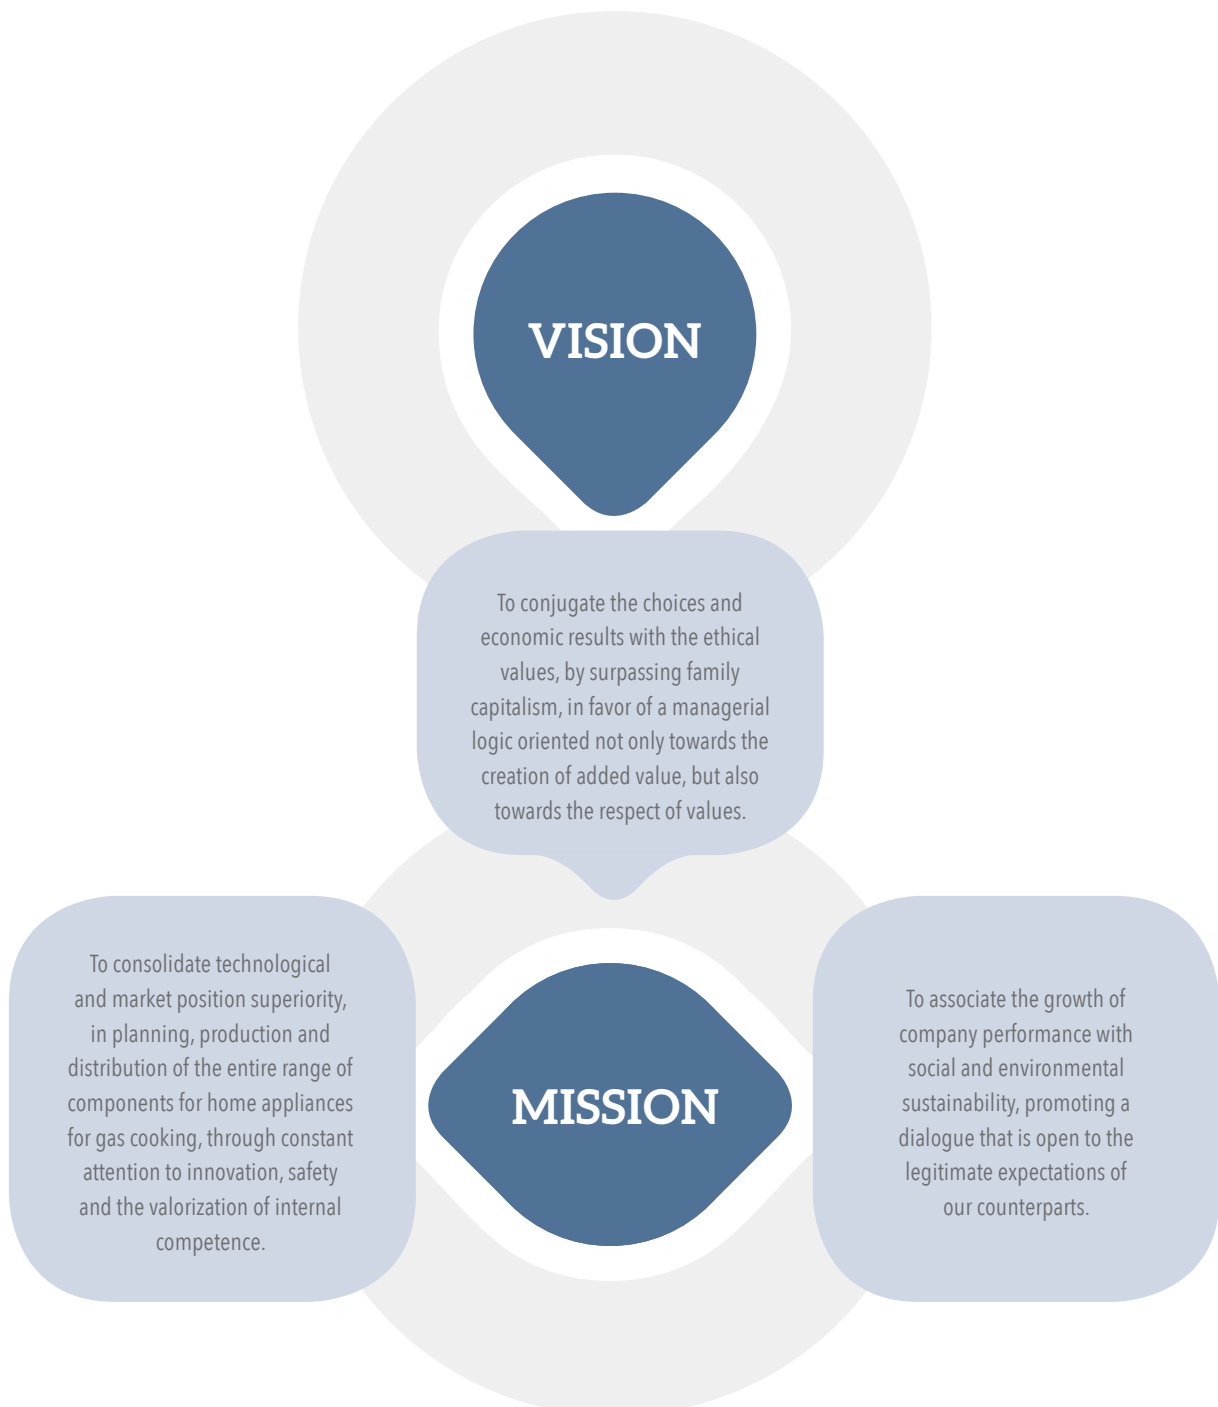 VISION
To conjugate the choices and
economic results with the ethical
values, by surpassing family
capitalism, in favor of a managerial
logic oriented not only towards the
creation of added value, but also
towards the respect of values.
MISSION
To consolidate technological
and market position superiority,
in planning, production and
distribution of the entire range of
components for home appliances
for gas cooking, through constant
attention to innovation, safety
and the valorization of internal
competence.
To associate the growth of
company performance with
social and environmental
sustainability, promoting a
dialogue that is open to the
legitimate expectations of
our counterparts.